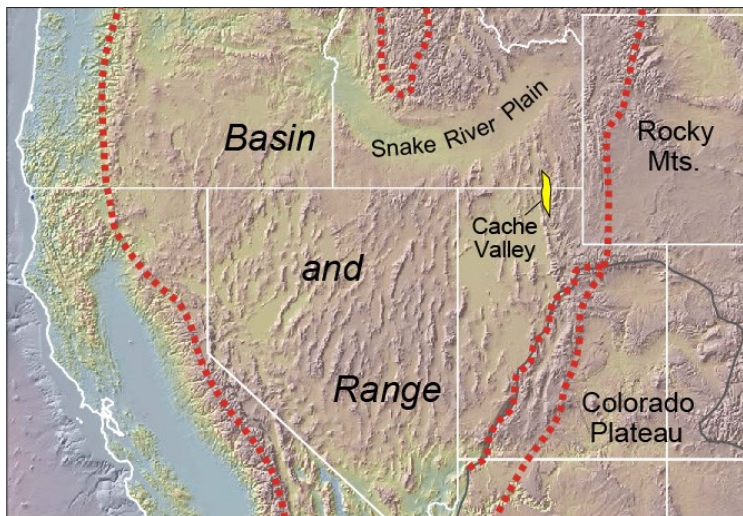 Basin
Snake River Plain
Rocky
Mts.
Cache
Valley
and
Range
Colorado
Plateau